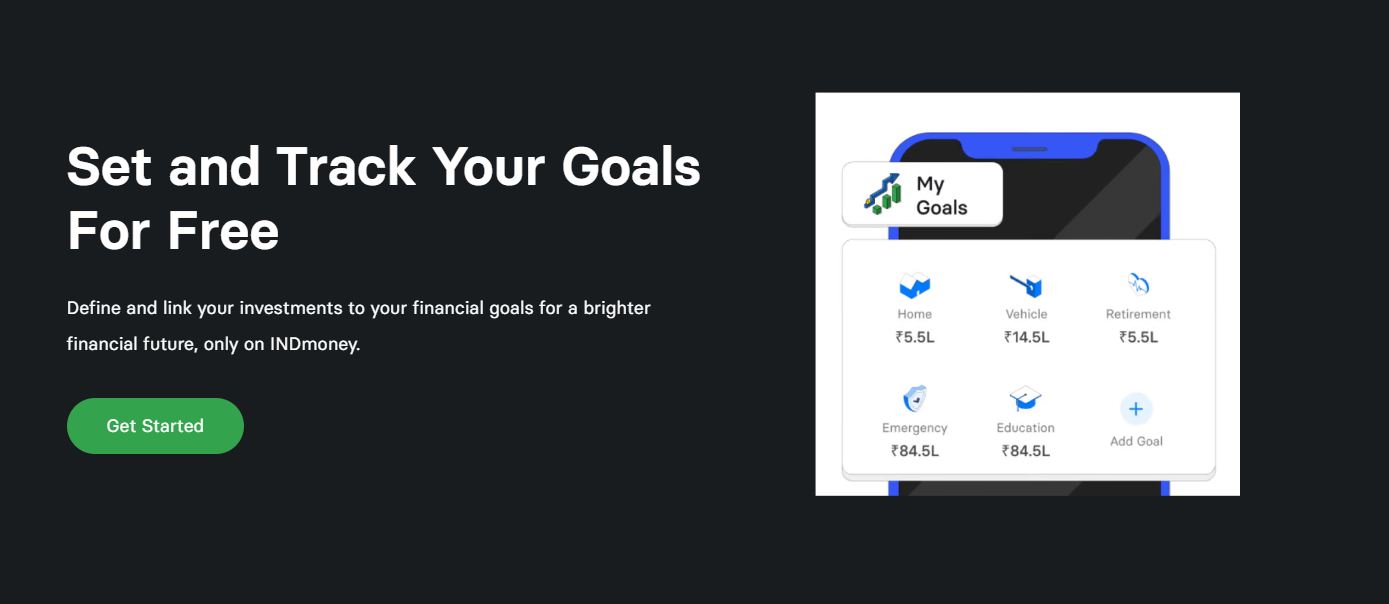 Set and Track Your Goals
For Free
Define and link your investments to your financial goals for a brighter
financial future, only on INDmoney.
Get Started
My
Goals
Home
₹5.5L
Vehicle
₹14.5L
Retirement
₹5.5L
Emergency
₹84.5L
Education
₹84.5L
Add Goal